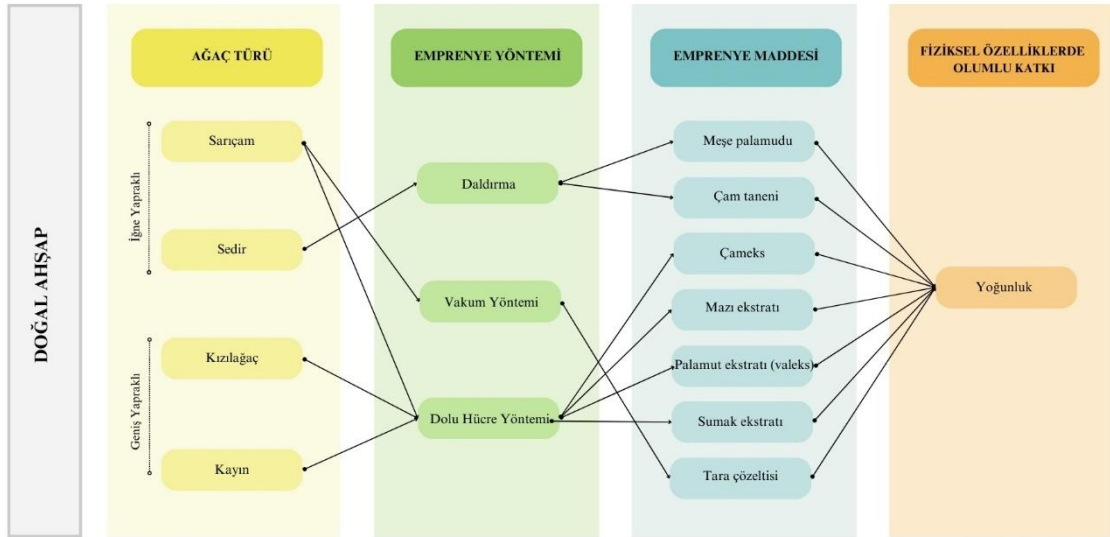 DOĞAL AHŞAP
AĞAÇ TÜRÜ
İğne Yapraklı
Sarıçam
Sedir
Geniş Yapraklı
Kızılağaç
Kayın
EMPRENYE YÖNTEMİ
Daldırma
Vakum Yöntemi
Dolu Hücre Yöntemi
EMPRENYE MADDESİ
Meşe palamudu
Çam taneni
Çameks
Mazı ekstratı
Palamut ekstratı (valeks)
Sumak ekstratı
Tara çözeltisi
FİZİKSEL ÖZELLİKLERDE
OLUMLU KATKI
Yoğunluk